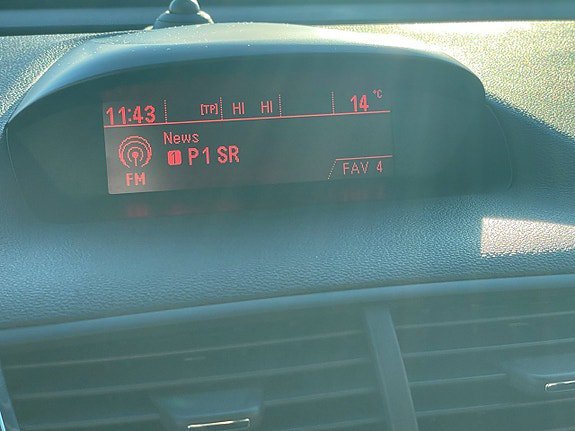 11:43 [TP] HI HI 14 °C
News
1 P1 SR
FM
FAV 4